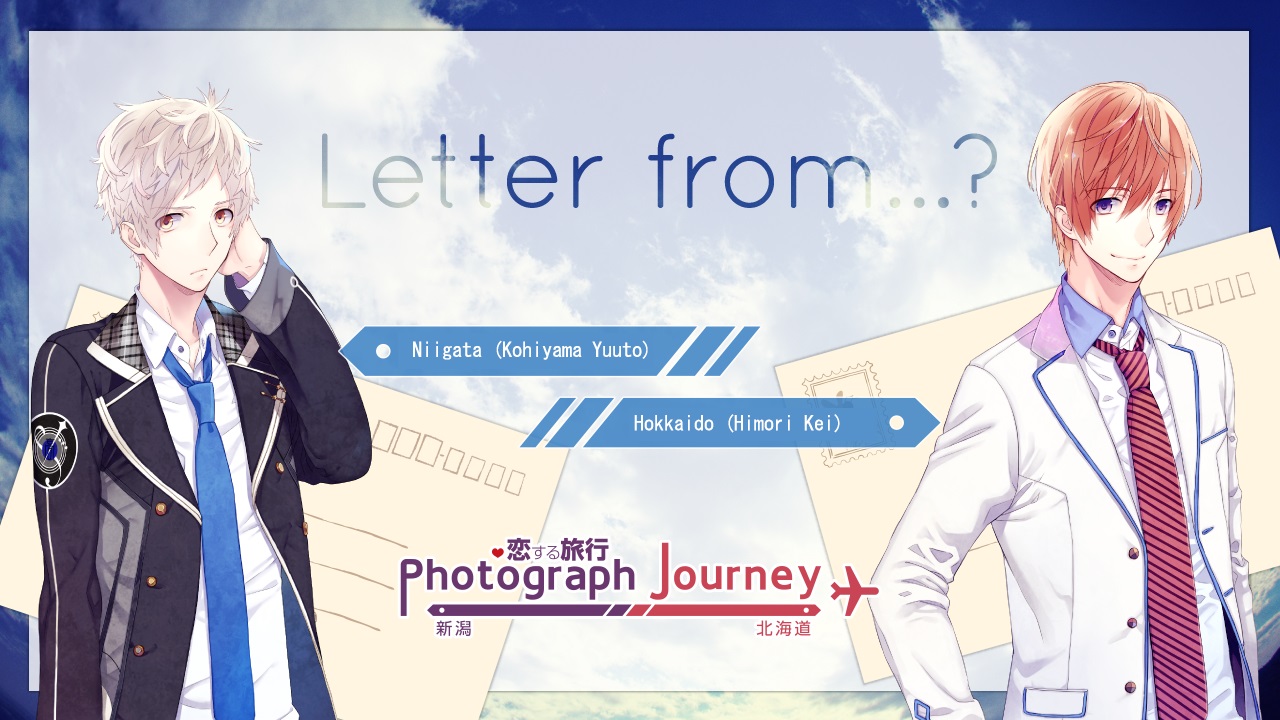 Letter from...?
Niigata (Kohiyama Yuuto)
Hokkaido (Himori Kei)
恋する旅行
Photograph Journey
新潟
北海道